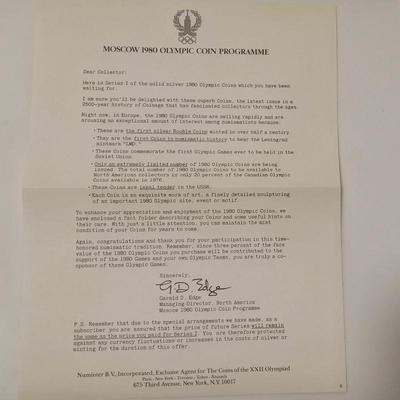 MOSCOW 1980 OLYMPIC COIN PROGRAMME
Dear Collector:
Here is Series I of the solid silver 1980 Olympic Coins which you have been
waiting for.
I am sure you'll be delighted with these superb Coins, the latest issue in a
2500-year history of Coinage that has fascinated collectors through the ages.
Right now, in Europe, the 1980 Olympic Coins are selling rapidly and are
arousing an exceptional amount of interest among numismatists because:
• These are the first silver Rouble Coins minted in over half a century.
• They are the first Coins in numismatic history to bear the Leningrad
mintmark
• These Coins commemorate the first Olympic Games ever to be held in the
Soviet Union.
• Only an extremely limited number of 1980 Olympic Coins are being
issued. The total number of 1980 Olympic Coins to be available to
North American collectors is only 20 percent of the Canadian Olympic
Coins available in 1976.
• These Coins are legal tender in the USSR.
• Each Coin is an exquisite work of art, a finely detailed sculpturing
of an important 1980 Olympic site, event or motif.
To enhance your appreciation and enjoyment of the 1980 Olympic Coins, we
have enclosed a fact folder describing your Coins and some useful hints on
their care. With just a little attention, you can maintain the mint
condition of your Coins for years to come.
Again, congratulations and thank you for your participation in this time-
honored numismatic tradition. Remember, since three percent of the face
value of the 1980 Olympic Coins you purchase will be contributed to the
support of the 1980 Games and your own Olympic Teams, you are truly a co-
sponsor of these Olympic Games.
Sincerely,
G.D. Edge
Gerald D. Edge
Managing Director, North America
Moscow 1980 Olympic Coin Programme
P.S. Remember that due to the special arrangements we have made, as a
subscriber you are assured that the price of future Series will remain
the same as the price you paid for Series I. You are therefore protected
against any currency fluctuations or increases in the costs of silver or
minting for the duration of this offer.
Numinter B.V., Incorporated, Exclusive Agent for The Coins of the XXII Olympiad
Paris - New York - Toronto - Tokyo - Brussels
675 Third Avenue, New York, N.Y. 10017